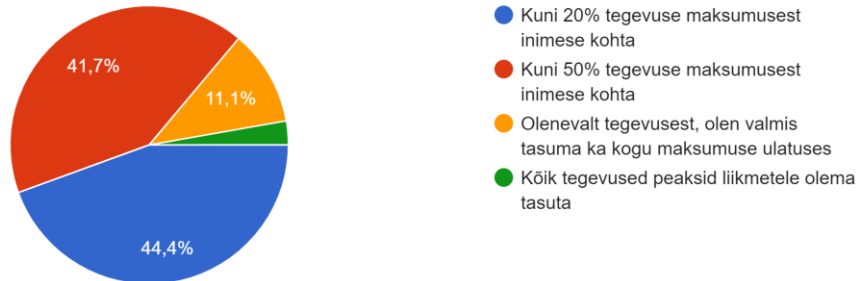 41,7%
11,1%
44,4%
Kuni 20% tegevuse maksumusest
inimese kohta
Kuni 50% tegevuse maksumusest
inimese kohta
Olenevalt tegevusest, olen valmis
tasuma ka kogu maksumuse ulatuses
Kõik tegevused peaksid liikmetele olema
tasuta